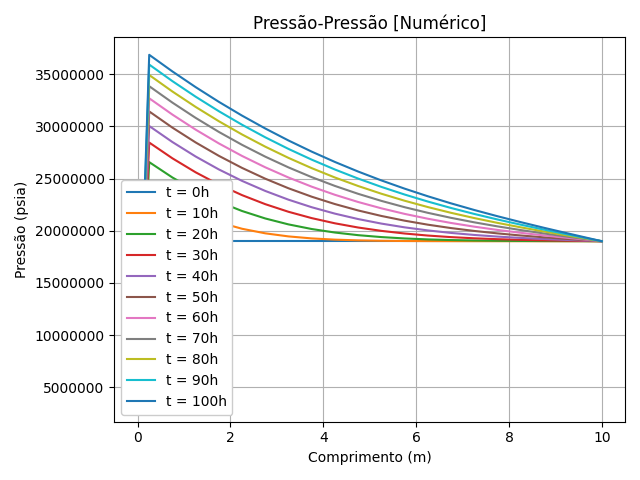 Pressão-Pressão [Numérico]
Pressão (psia)
35000000
30000000
25000000
20000000
15000000
10000000
5000000
t = 0h
t = 10h
t = 20h
t = 30h
t = 40h
t = 50h
t = 60h
t = 70h
t = 80h
t = 90h
t = 100h
0 2 4 6 8 10
Comprimento (m)